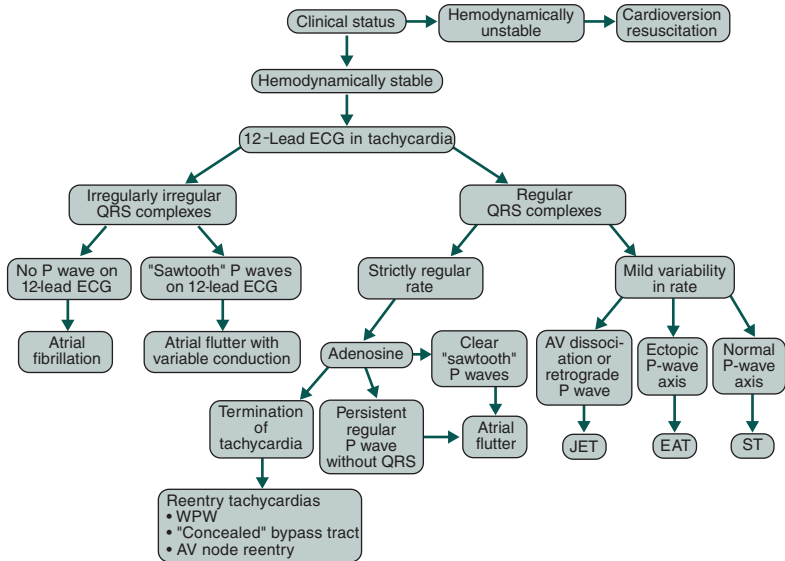 Clinical status
Hemodynamically
unstable
Cardioversion
resuscitation
Hemodynamically stable
12-Lead ECG in tachycardia
Irregularly irregular
QRS complexes
Regular
QRS complexes
No P wave on
12-lead ECG
"Sawtooth" P waves
on 12-lead ECG
Strictly regular
rate
Mild variability
in rate
Atrial
fibrillation
Atrial flutter with
variable conduction
Adenosine
Clear
"sawtooth"
P waves
AV dissoci-
ation or
retrograde
P wave
Ectopic
P-wave
axis
Normal
P-wave
axis
Termination
of
tachycardia
Persistent
regular
P wave
without QRS
Atrial
flutter
JET
EAT
ST
Reentry tachycardias
• WPW
• "Concealed" bypass tract
• AV node reentry